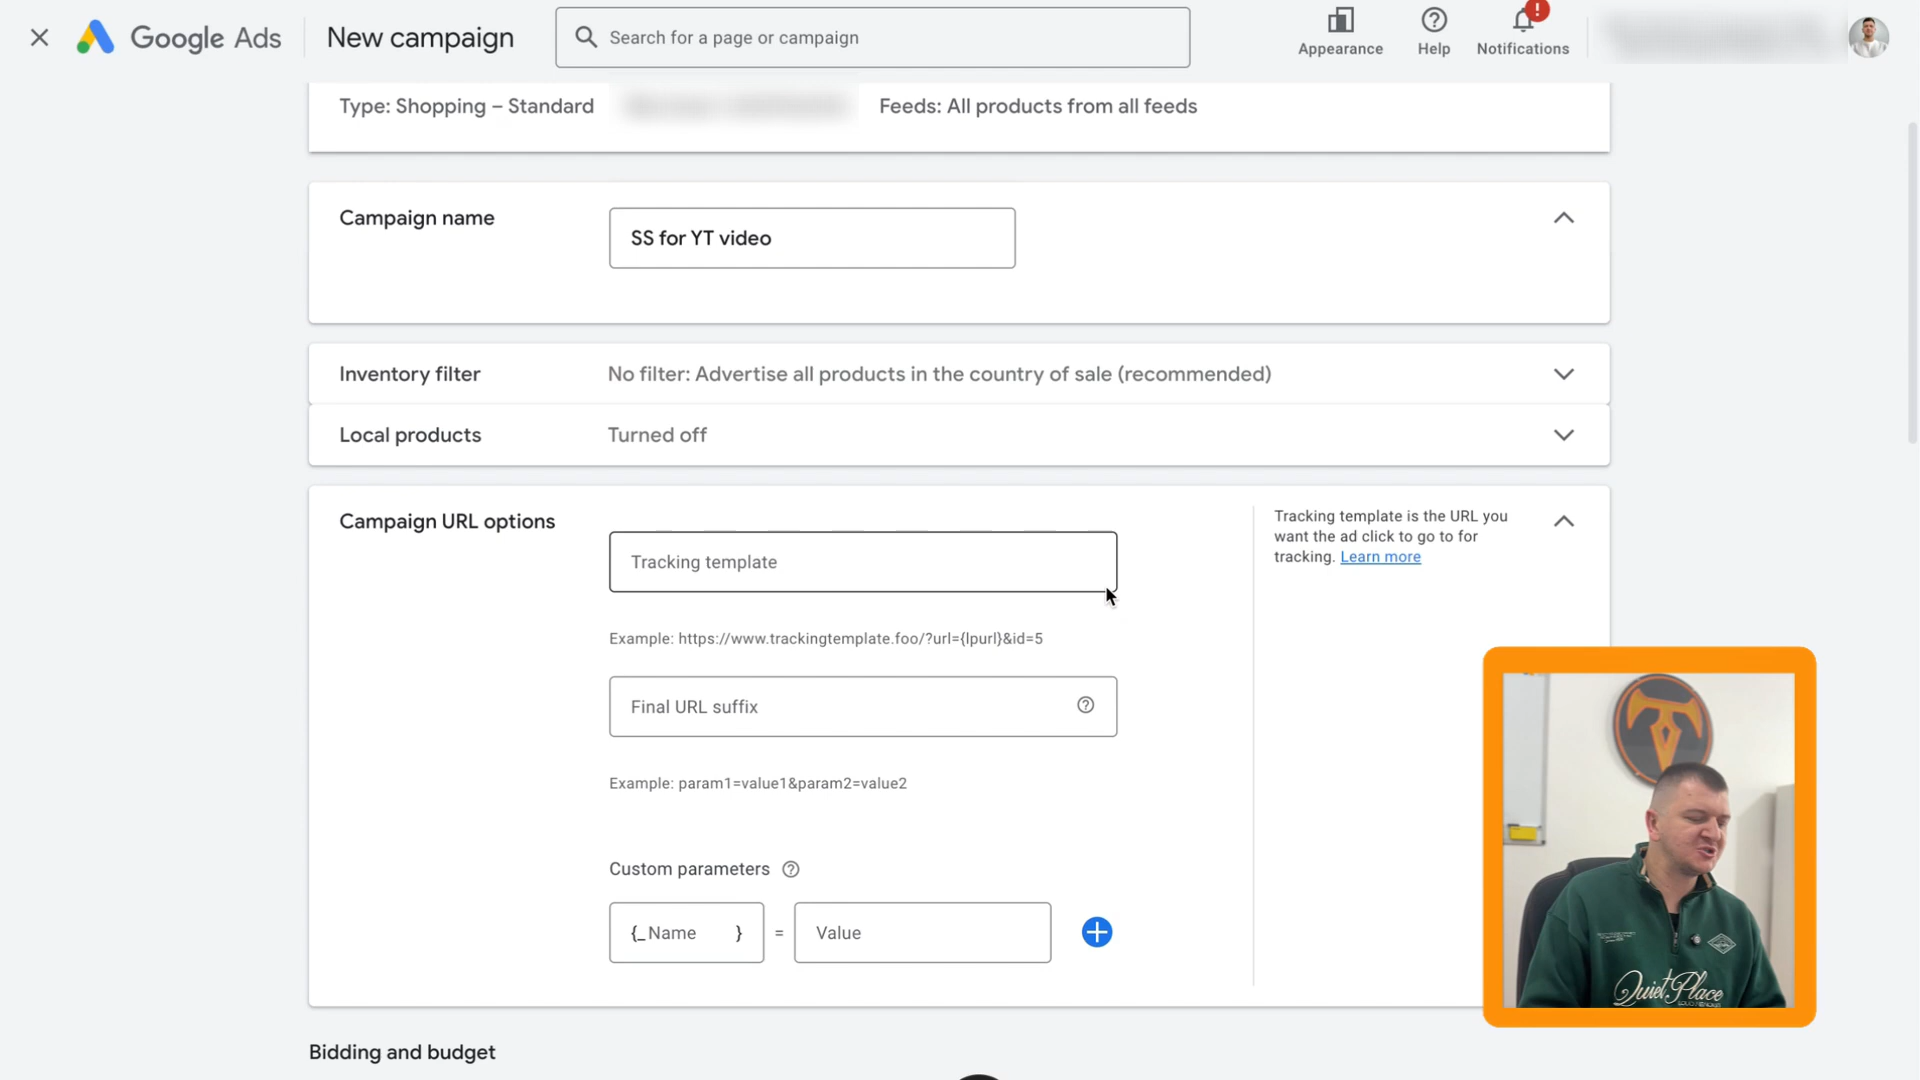 Google Ads
New campaign
Search for a page or campaign
Appearance
Help
!
Notifications
Type: Shopping – Standard
Feeds: All products from all feeds
Campaign name
SS for YT video
Inventory filter
No filter: Advertise all products in the country of sale (recommended)
Local products
Turned off
Campaign URL options
Tracking template
Tracking template is the URL you
want the ad click to go to for
tracking. Learn more
Example: https://www.trackingtemplate.foo/?url={lpurl}&id=5
Final URL suffix
Example: param1=value1&param2=value2
Custom parameters
{_ Name } = Value
Quiet Place
Bidding and budget